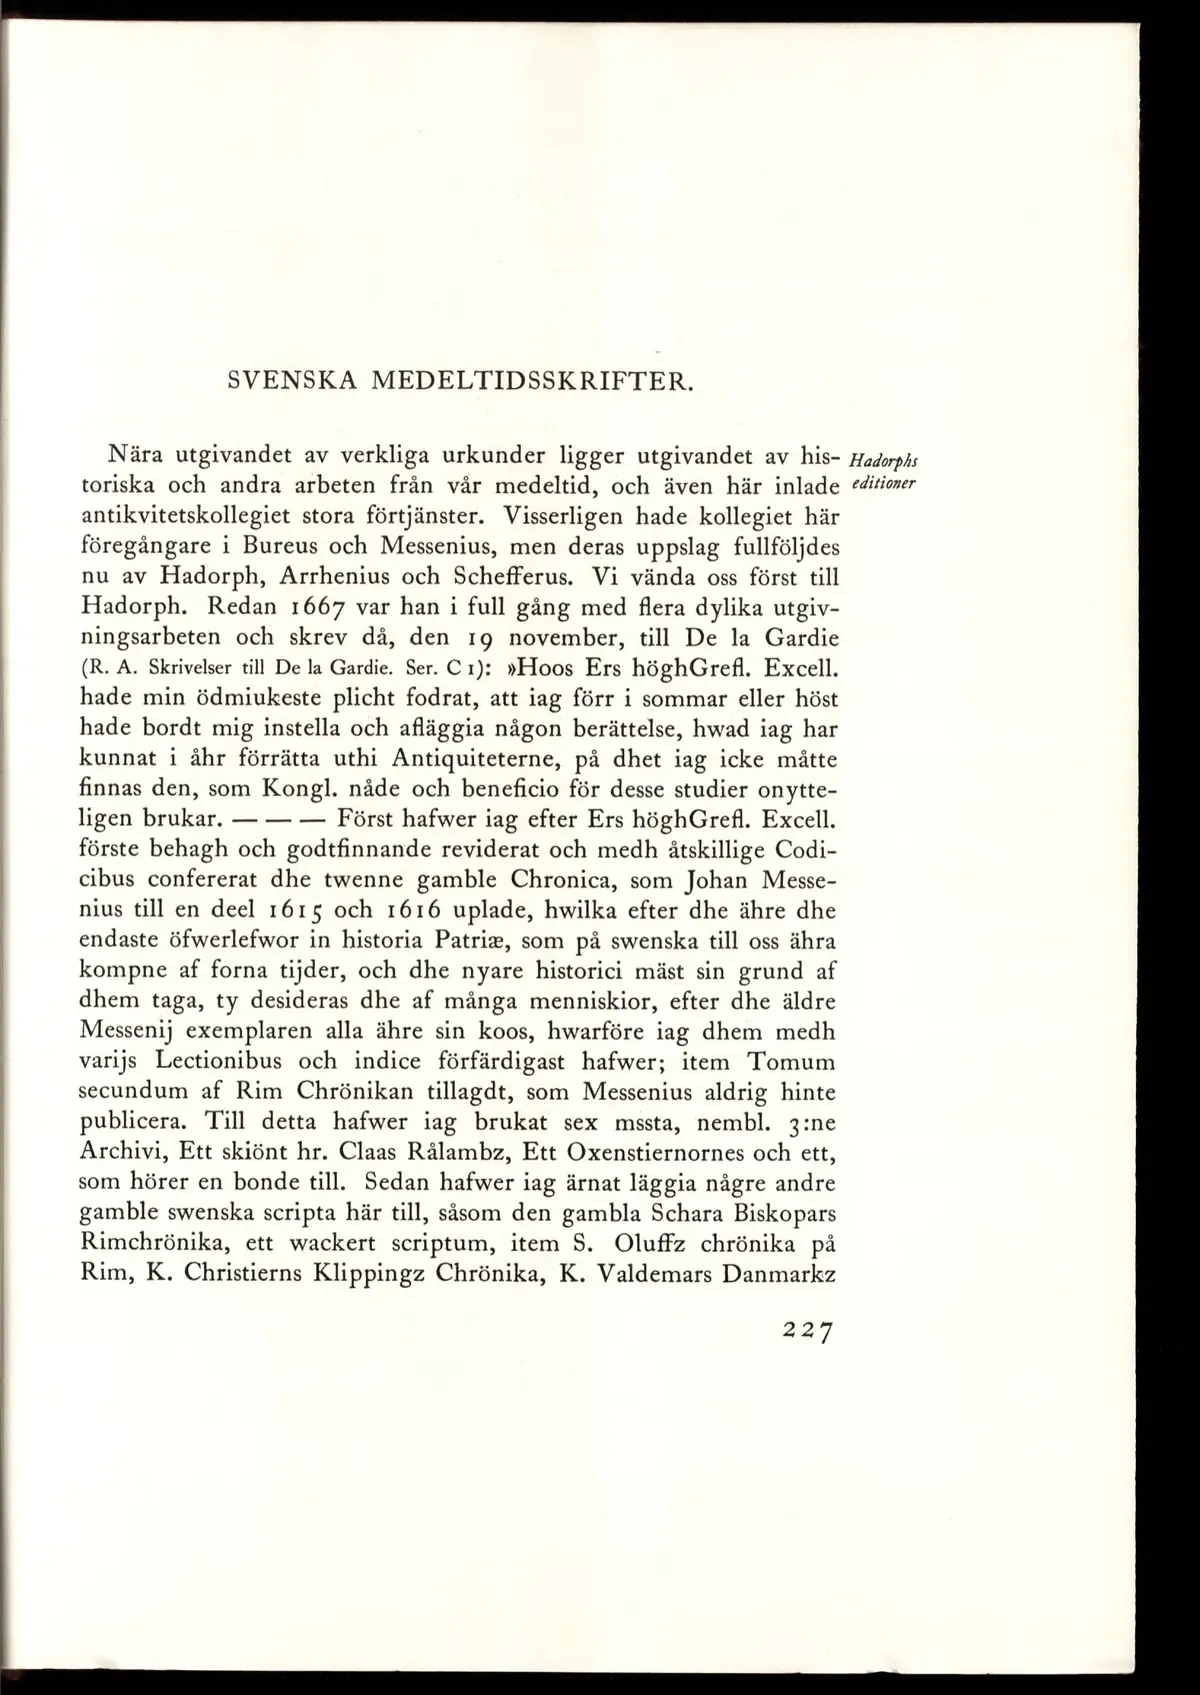 SVENSKA MEDELTIDSSKRIFTER.
Nära utgivandet av verkliga urkunder ligger utgivandet av his-
toriska och andra arbeten från vår medeltid, och även här inlade
antikvitetskollegiet stora förtjänster. Visserligen hade kollegiet här
föregångare i Bureus och Messenius, men deras uppslag fullföljdes
nu av Hadorph, Arrhenius och Schefferus. Vi vända oss först till
Hadorph. Redan 1667 var han i full gång med flera dylika utgiv-
ningsarbeten och skrev då, den 19 november, till De la Gardie
(R. A. Skrivelser till De la Gardie. Ser. C 1): »Hoos Ers höghGrefl. Excell.
hade min ödmiukeste plicht fodrat, att iag förr i sommar eller höst
hade bordt mig instella och afläggia någon berättelse, hwad iag har
kunnat i åhr förrätta uthi Antiquiteterne, på dhet iag icke måtte
finnas den, som Kongl. nåde och beneficio för desse studier onytte-
ligen brukar. — — — Först hafwer iag efter Ers höghGrefl. Excell.
förste behagh och godtfinnande reviderat och medh åtskillige Codi-
cibus confererat dhe twenne gamble Chronica, som Johan Messe-
nius till en deel 1615 och 1616 uplade, hwilka efter dhe ähre dhe
endaste öfwerlefwor in historia Patriæ, som på swenska till oss ähra
kompne af forna tijder, och dhe nyare historici mäst sin grund af
dhem taga, ty desideras dhe af många menniskior, efter dhe äldre
Messenij exemplaren alla ähre sin koos, hwarföre iag dhem medh
varijs Lectionibus och indice förfärdigast hafwer; item Tomum
secundum af Rim Chrönikan tillagdt, som Messenius aldrig hinte
publicera. Till detta hafwer iag brukat sex mssta, nembl. 3:ne
Archivi, Ett skiönt hr. Claas Rålambz, Ett Oxenstiernornes och ett,
som hörer en bonde till. Sedan hafwer iag ärnat läggia någre andre
gamble swenska scripta här till, såsom den gambla Schara Biskopars
Rimchrönika, ett wackert scriptum, item S. Oluffz chrönika på
Rim, K. Christierns Klippingz Chrönika, K. Valdemars Danmarkz
Hadorphs
editioner
227